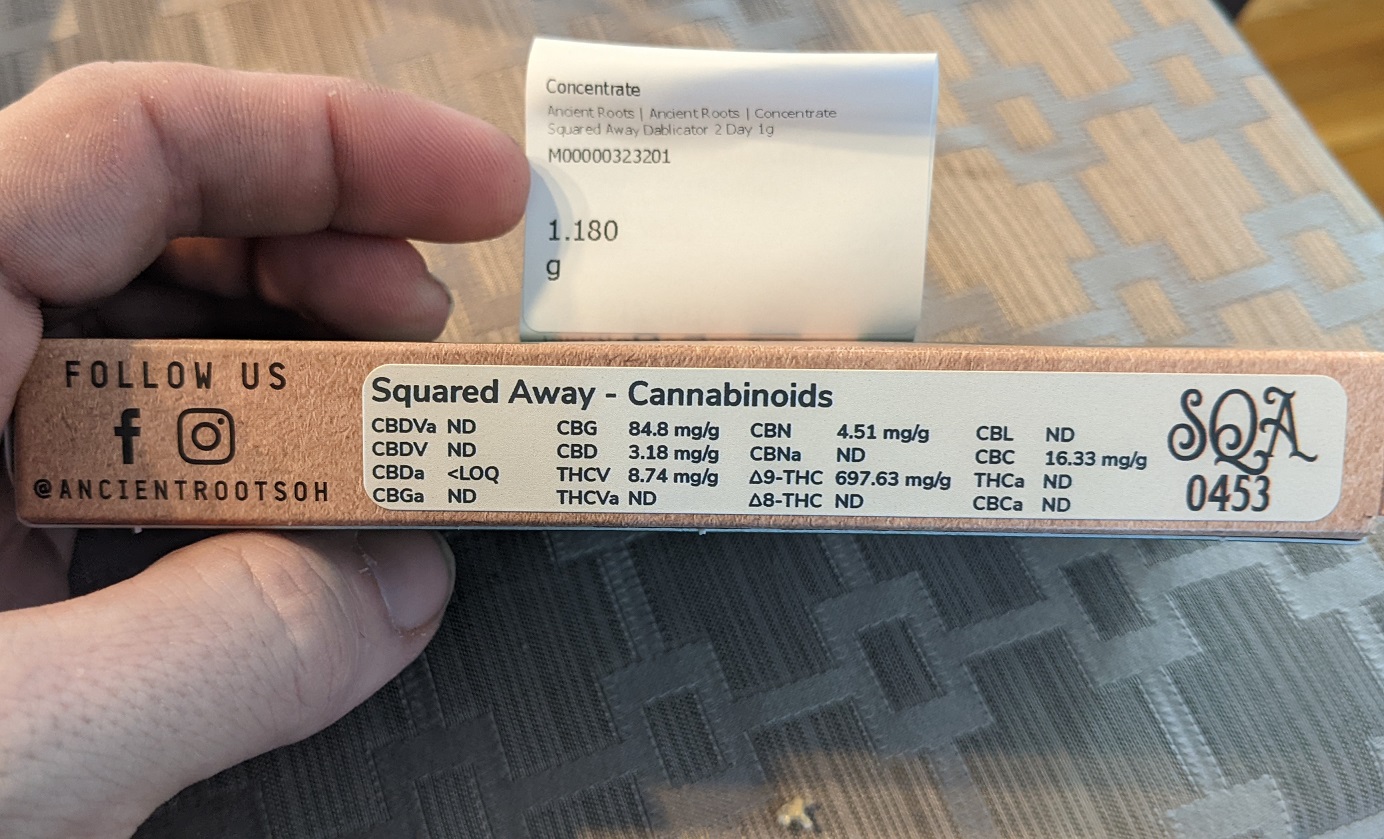 Concentrate
Ancient Roots | Ancient Roots | Concentrate
Squared Away Dablicator 2 Day 1g
M00000323201
1.180
g
FOLLOW US
@ANCIENTROOTSOH
Squared Away - Cannabinoids
CBDVa ND CBG 84.8 mg/g CBN 4.51 mg/g CBL ND
CBDV ND CBD 3.18 mg/g CBNa ND CBC 16.33 mg/g
CBDa <LOQ THCV 8.74 mg/g Δ9-THC 697.63 mg/g THCa ND
CBGa ND THCVa ND Δ8-THC ND CBCa ND
SQA
0453